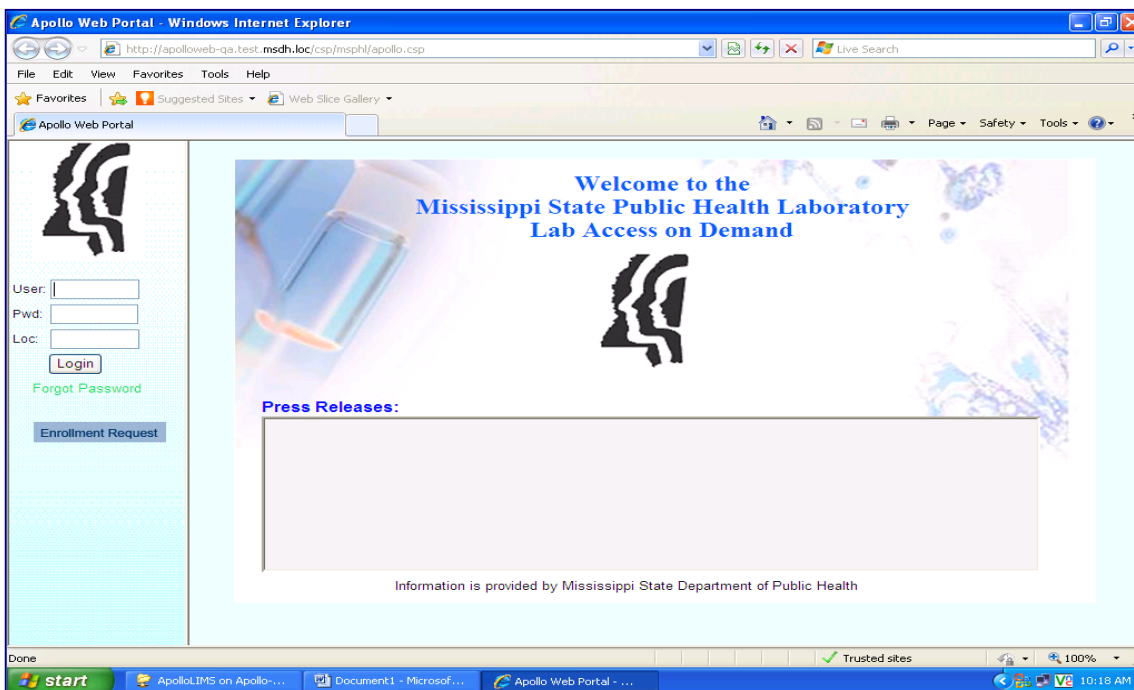 Apollo Web Portal - Windows Internet Explorer
http://apolloweb-qa.test.msdh.loc/csp/msphl/apollo.csp
Live Search
File Edit View Favorites Tools Help
Favorites Suggested Sites Web Slice Gallery
Apollo Web Portal Page Safety Tools
Welcome to the
Mississippi State Public Health Laboratory
Lab Access on Demand
User:
Pwd:
Loc:
Login
Forgot Password
Enrollment Request
Press Releases:
Information is provided by Mississippi State Department of Public Health
Done Trusted sites 100%
start ApolloLIMS on Apollo-... Document1 - Microsof... Apollo Web Portal - ... 10:18 AM